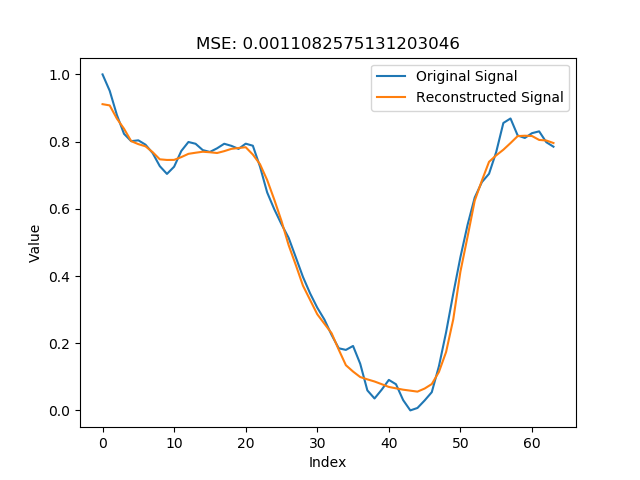 MSE: 0.0011082575131203046
Original Signal
Reconstructed Signal
1.0
0.8
0.6
0.4
0.2
0.0
Value
0 10 20 30 40 50 60
Index